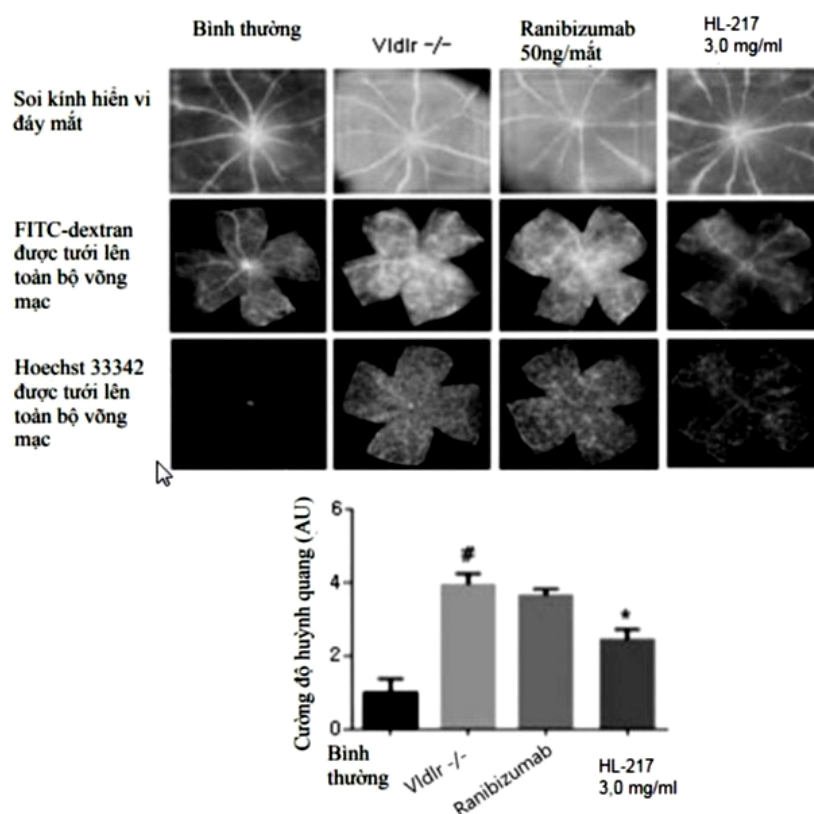 Bình thường
Vldlr -/-
Ranibizumab
50ng/mắt
HL-217
3,0 mg/ml
Soi kính hiển vi
đáy mắt
FITC-dextran
được tưới lên
toàn bộ võng
mạc
Hoechst 33342
được tưới lên
toàn bộ võng
mạc
Cường độ huỳnh quang (AU)
6
4
2
0
#
*
Bình
thường
Vldlr -/-
Ranibizumab
HL-217
3,0 mg/ml